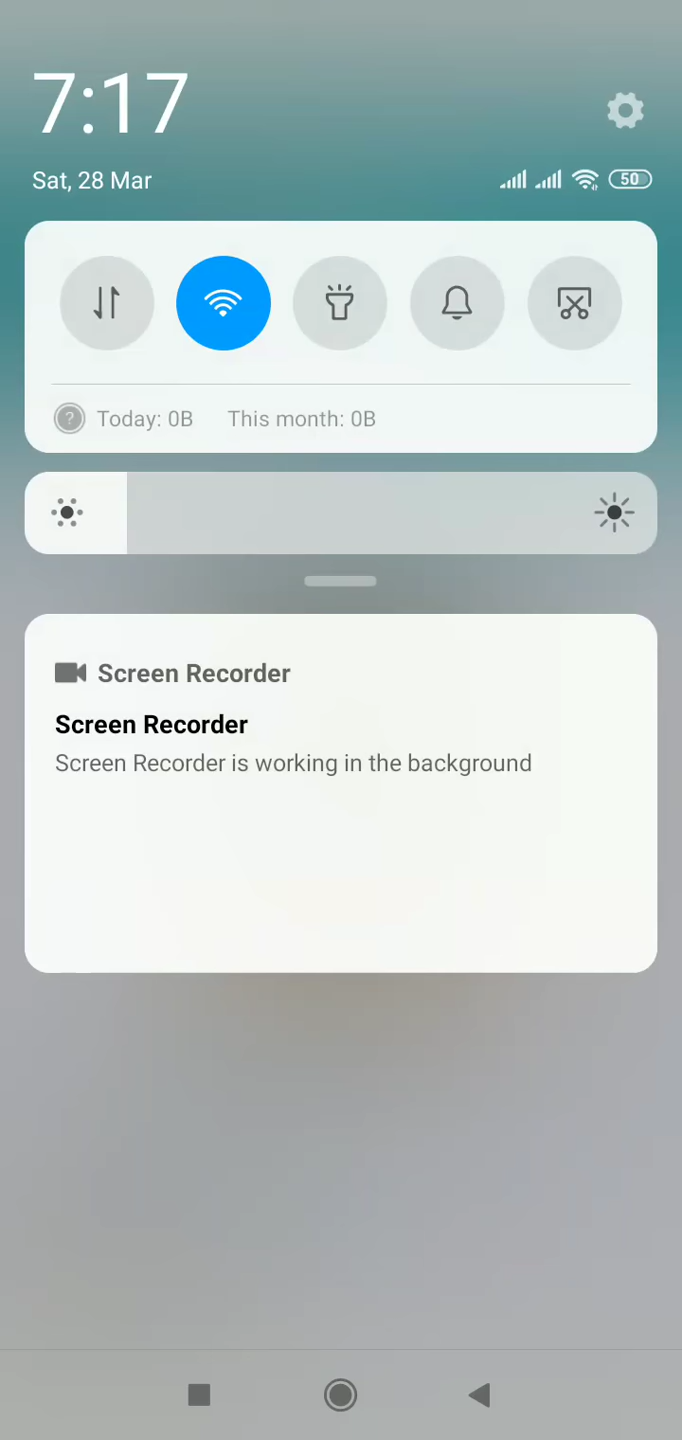 7:17
Sat, 28 Mar
50
Today: 0B This month: 0B
Screen Recorder
Screen Recorder
Screen Recorder is working in the background